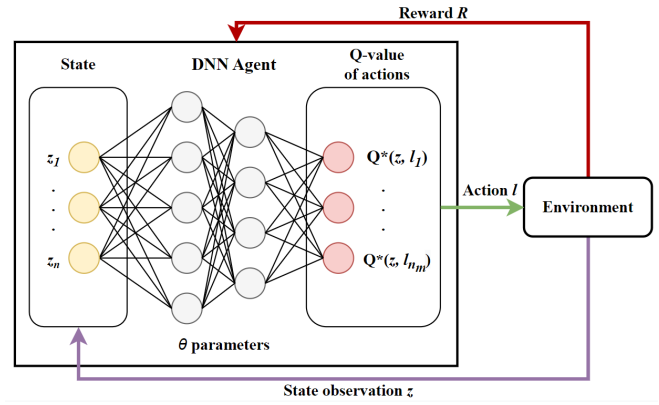 Reward R
State
DNN Agent
Q-value
of actions
z1
.
.
.
zn
Q*(z, l1)
.
.
.
Q*(z, lnm)
Action l
Environment
θ parameters
State observation z